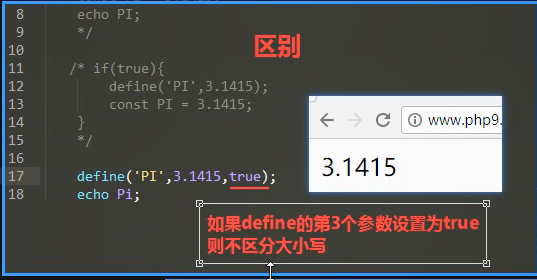 8 echo PI;
9 */
10
11 /* if(true){
12 define('PI',3.1415);
13 const PI = 3.1415;
14 }
15 */
16
17 define('PI',3.1415,true);
18 echo Pi;
区别
www.php9.
3.1415
如果define的第3个参数设置为true
则不区分大小写